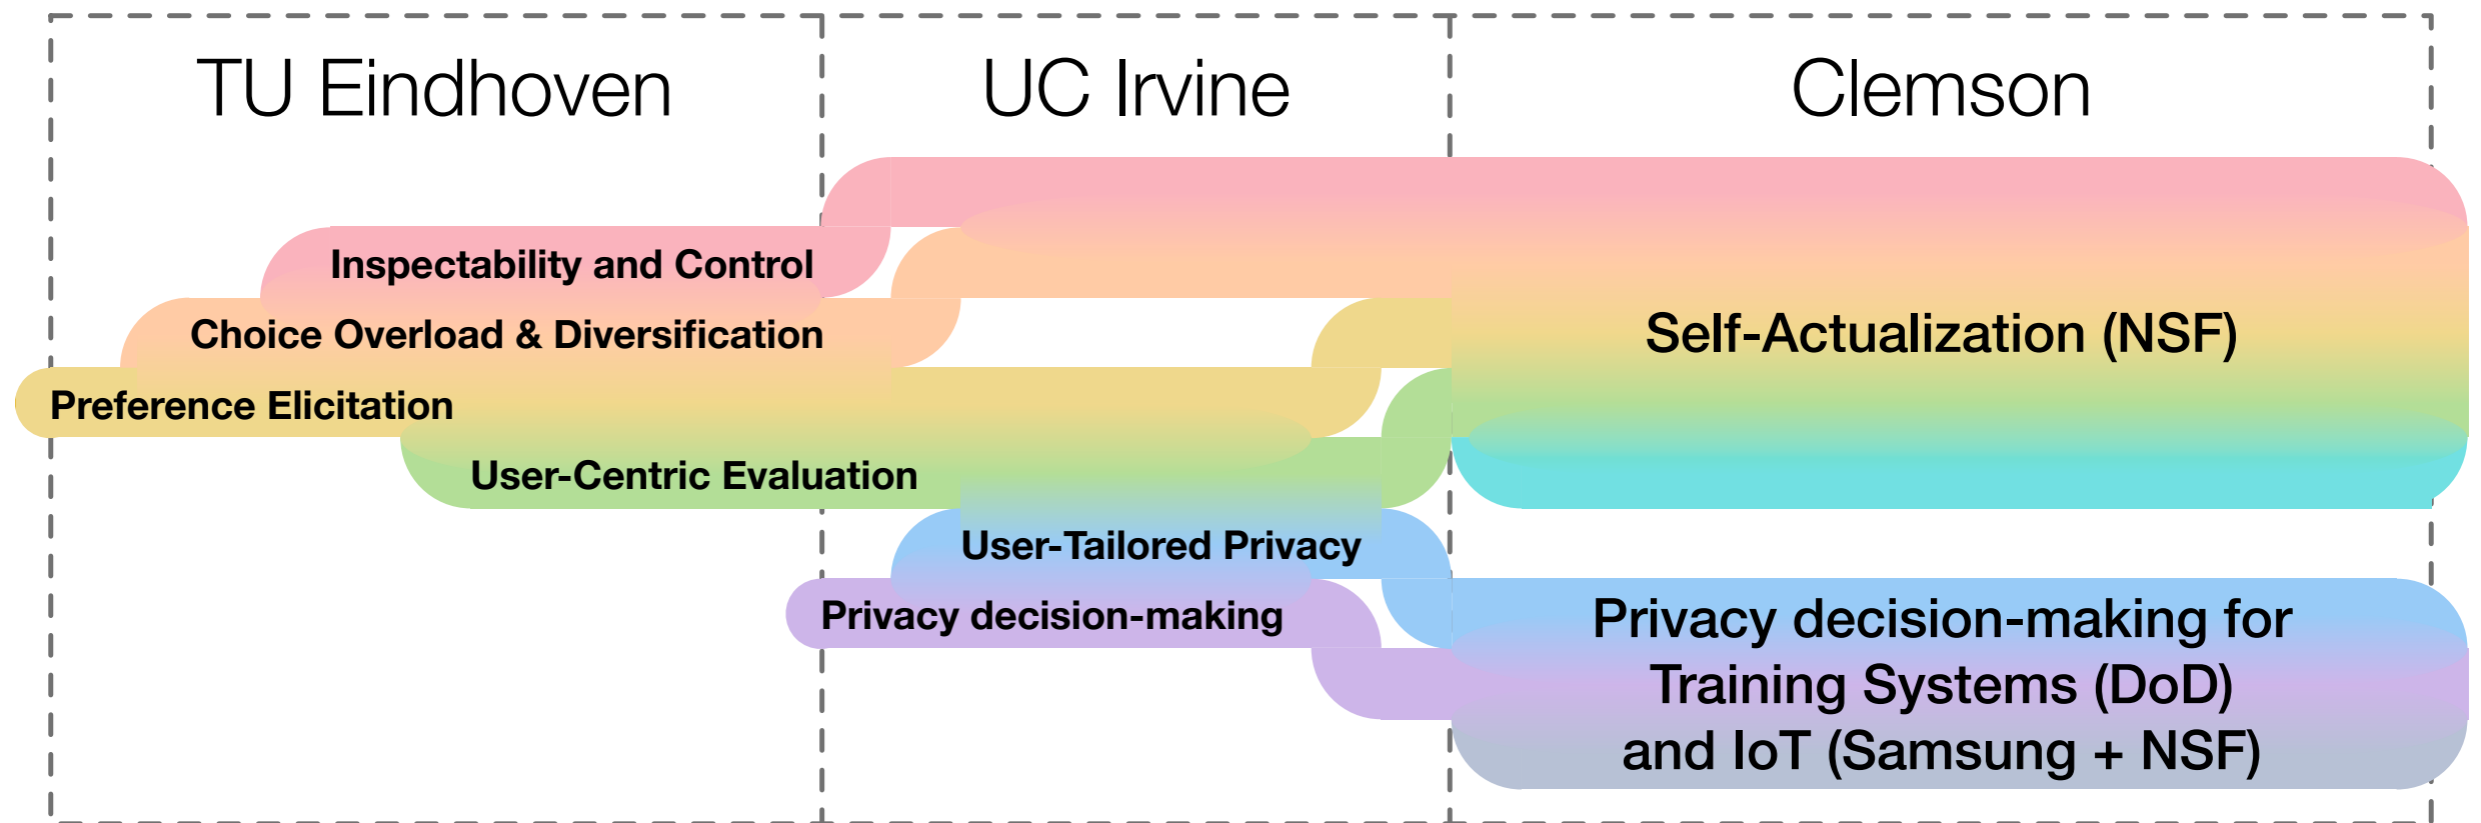 TU Eindhoven
UC Irvine
Clemson
Inspectability and Control
Choice Overload & Diversification
Preference Elicitation
User-Centric Evaluation
User-Tailored Privacy
Privacy decision-making
Self-Actualization (NSF)
Privacy decision-making for
Training Systems (DoD)
and IoT (Samsung + NSF)